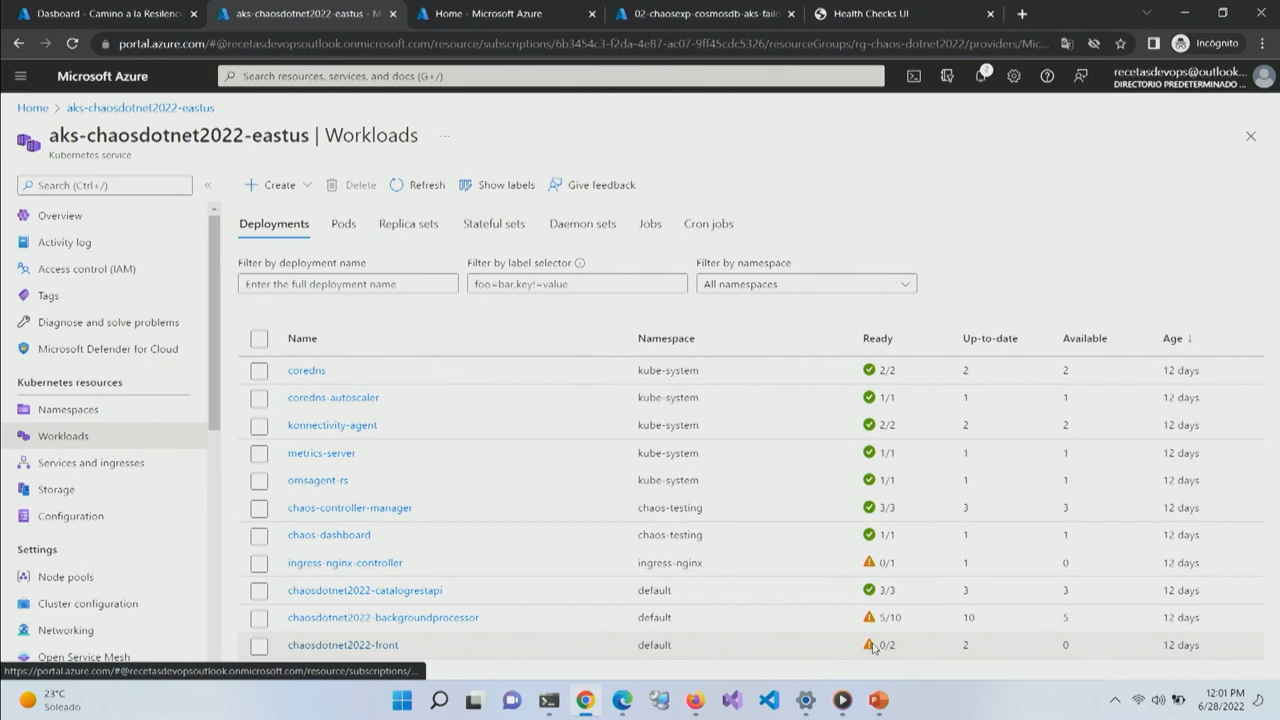 Dasboard - Camino a la Resilenc
aks-chaosdotnet2022-eastus - M
Home - Microsoft Azure
02-chaosexp-cosmosdb-aks-failn
Health Checks UI
portal.azure.com/#@recetasdevopsoutlook.onmicrosoft.com/resource/subscriptions/6b3454c3-f2da-4e87-ac07-9ff45cdc5326/resourceGroups/rg-chaos-dotnet2022/providers/Mic...
Incógnito
Microsoft Azure
Search resources, services, and docs (G+/)
2
recetasdevops@outlook....
DIRECTORIO PREDETERMINADO ...
Home > aks-chaosdotnet2022-eastus
aks-chaosdotnet2022-eastus | Workloads ...
Kubernetes service
Search (Ctrl+/)
«
Overview
Activity log
Access control (IAM)
Tags
Diagnose and solve problems
Microsoft Defender for Cloud
Kubernetes resources
Namespaces
Workloads
Services and ingresses
Storage
Configuration
Settings
Node pools
Cluster configuration
Networking
Open Service Mesh
Create
Delete
Refresh
Show labels
Give feedback
Deployments Pods Replica sets Stateful sets Daemon sets Jobs Cron jobs
Filter by deployment name
Enter the full deployment name
Filter by label selector
foo=bar,key!=value
Filter by namespace
All namespaces
Name Namespace Ready Up-to-date Available Age ↓
coredns kube-system 2/2 2 2 12 days
coredns-autoscaler kube-system 1/1 1 1 12 days
konnectivity-agent kube-system 2/2 2 2 12 days
metrics-server kube-system 1/1 1 1 12 days
omsagent-rs kube-system 1/1 1 1 12 days
chaos-controller-manager chaos-testing 3/3 3 3 12 days
chaos-dashboard chaos-testing 1/1 1 1 12 days
ingress-nginx-controller ingress-nginx 0/1 1 0 12 days
chaosdotnet2022-catalogrestapi default 3/3 3 3 12 days
chaosdotnet2022-backgroundprocessor default 5/10 10 5 12 days
chaosdotnet2022-front default 0/2 2 0 12 days
https://portal.azure.com/#@recetasdevopsoutlook.onmicrosoft.com/resource/subscriptions/...
23°C
Soleado
12:01 PM
6/28/2022